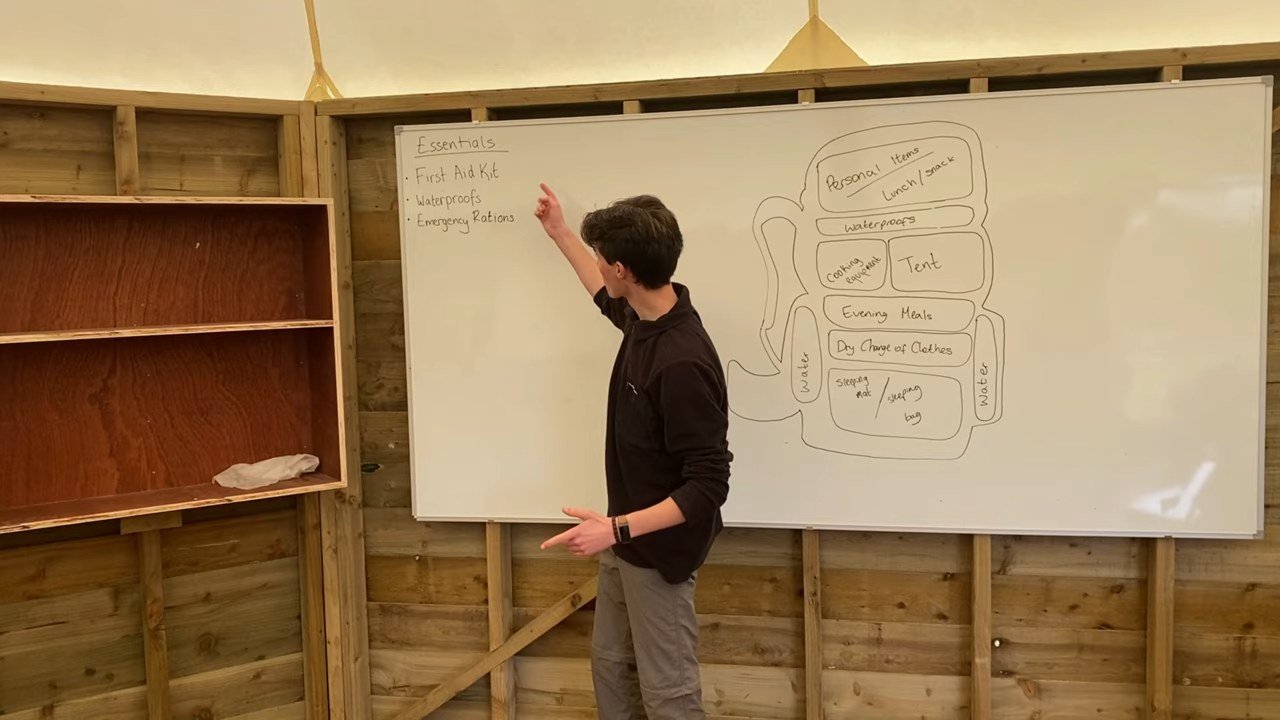 Essentials
· First Aid Kit
· Waterproofs
· Emergency Rations
Personal Items
Lunch/snack
Waterproofs
Cooking
equipment
Tent
Evening Meals
Dry Change of Clothes
Water
Sleeping
mat / sleeping
bag
Water